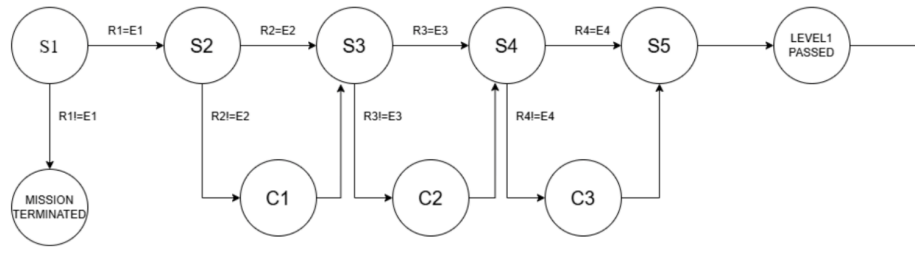 S1
R1=E1
S2
R2=E2
S3
R3=E3
S4
R4=E4
S5
LEVEL1
PASSED
R1!=E1
R2!=E2
R3!=E3
R4!=E4
MISSION
TERMINATED
C1
C2
C3